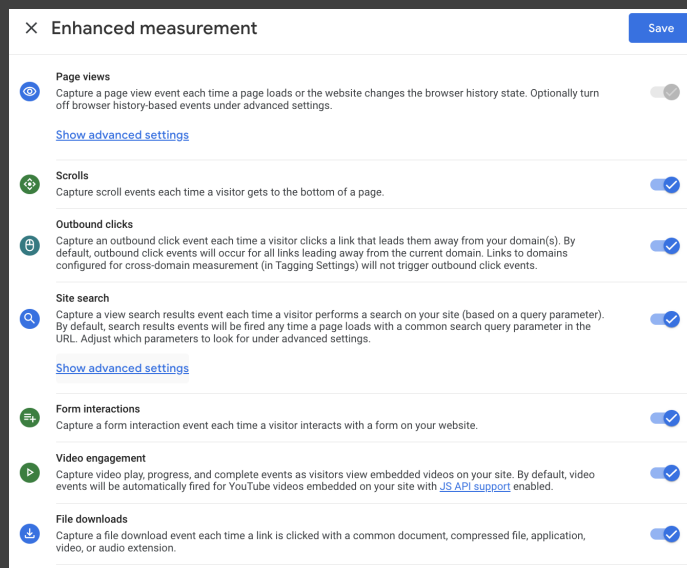 Enhanced measurement
Save
Page views
Capture a page view event each time a page loads or the website changes the browser history state. Optionally turn
off browser history-based events under advanced settings.
Show advanced settings
Scrolls
Capture scroll events each time a visitor gets to the bottom of a page.
Outbound clicks
Capture an outbound click event each time a visitor clicks a link that leads them away from your domain(s). By
default, outbound click events will occur for all links leading away from the current domain. Links to domains
configured for cross-domain measurement (in Tagging Settings) will not trigger outbound click events.
Site search
Capture a view search results event each time a visitor performs a search on your site (based on a query parameter).
By default, search results events will be fired any time a page loads with a common search query parameter in the
URL. Adjust which parameters to look for under advanced settings.
Show advanced settings
Form interactions
Capture a form interaction event each time a visitor interacts with a form on your website.
Video engagement
Capture video play, progress, and complete events as visitors view embedded videos on your site. By default, video
events will be automatically fired for YouTube videos embedded on your site with JS API support enabled.
File downloads
Capture a file download event each time a link is clicked with a common document, compressed file, application,
video, or audio extension.